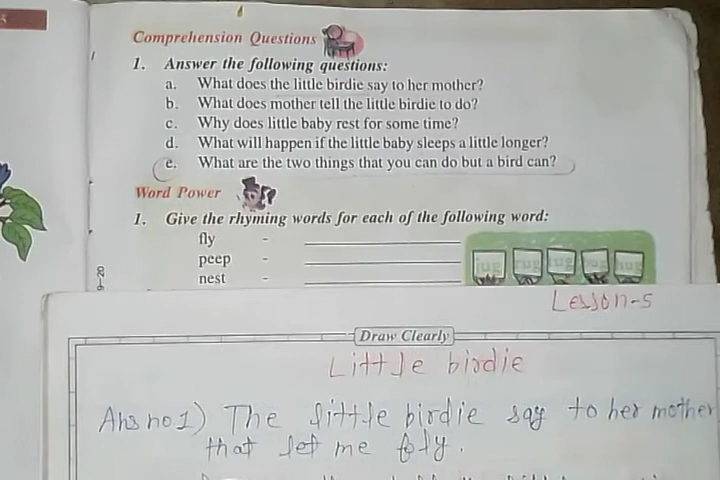 Comprehension Questions
1. Answer the following questions:
a. What does the little birdie say to her mother?
b. What does mother tell the little birdie to do?
c. Why does little baby rest for some time?
d. What will happen if the little baby sleeps a little longer?
e. What are the two things that you can do but a bird can?
Word Power
1. Give the rhyming words for each of the following word:
fly -
peep -
nest -
jug rug tug hug
Lesson-5
Draw Clearly
Little birdie
Ans no 1) The little birdie say to her mother
that let me fly.